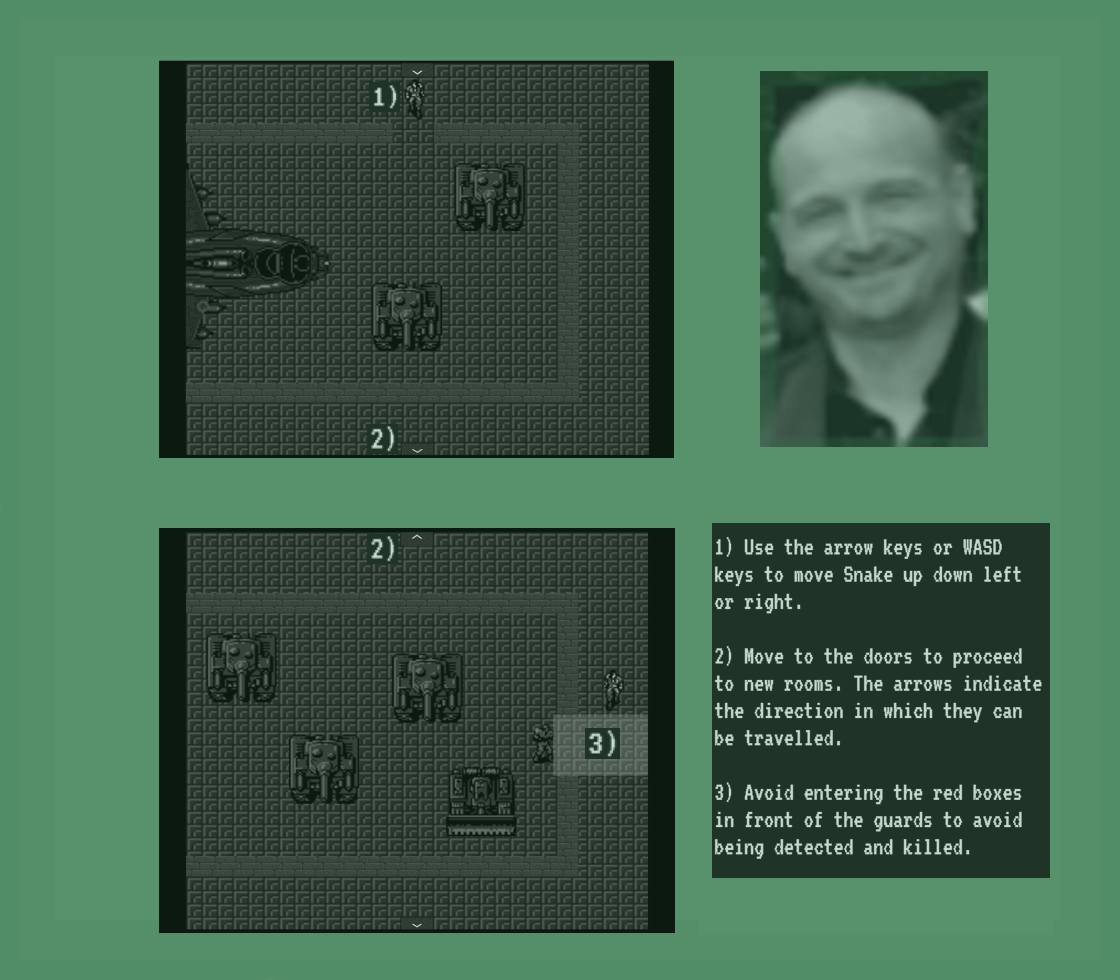 1)
2)
2)
3)
1) Use the arrow keys or WASD
keys to move Snake up down left
or right.
2) Move to the doors to proceed
to new rooms. The arrows indicate
the direction in which they can
be travelled.
3) Avoid entering the red boxes
in front of the guards to avoid
being detected and killed.